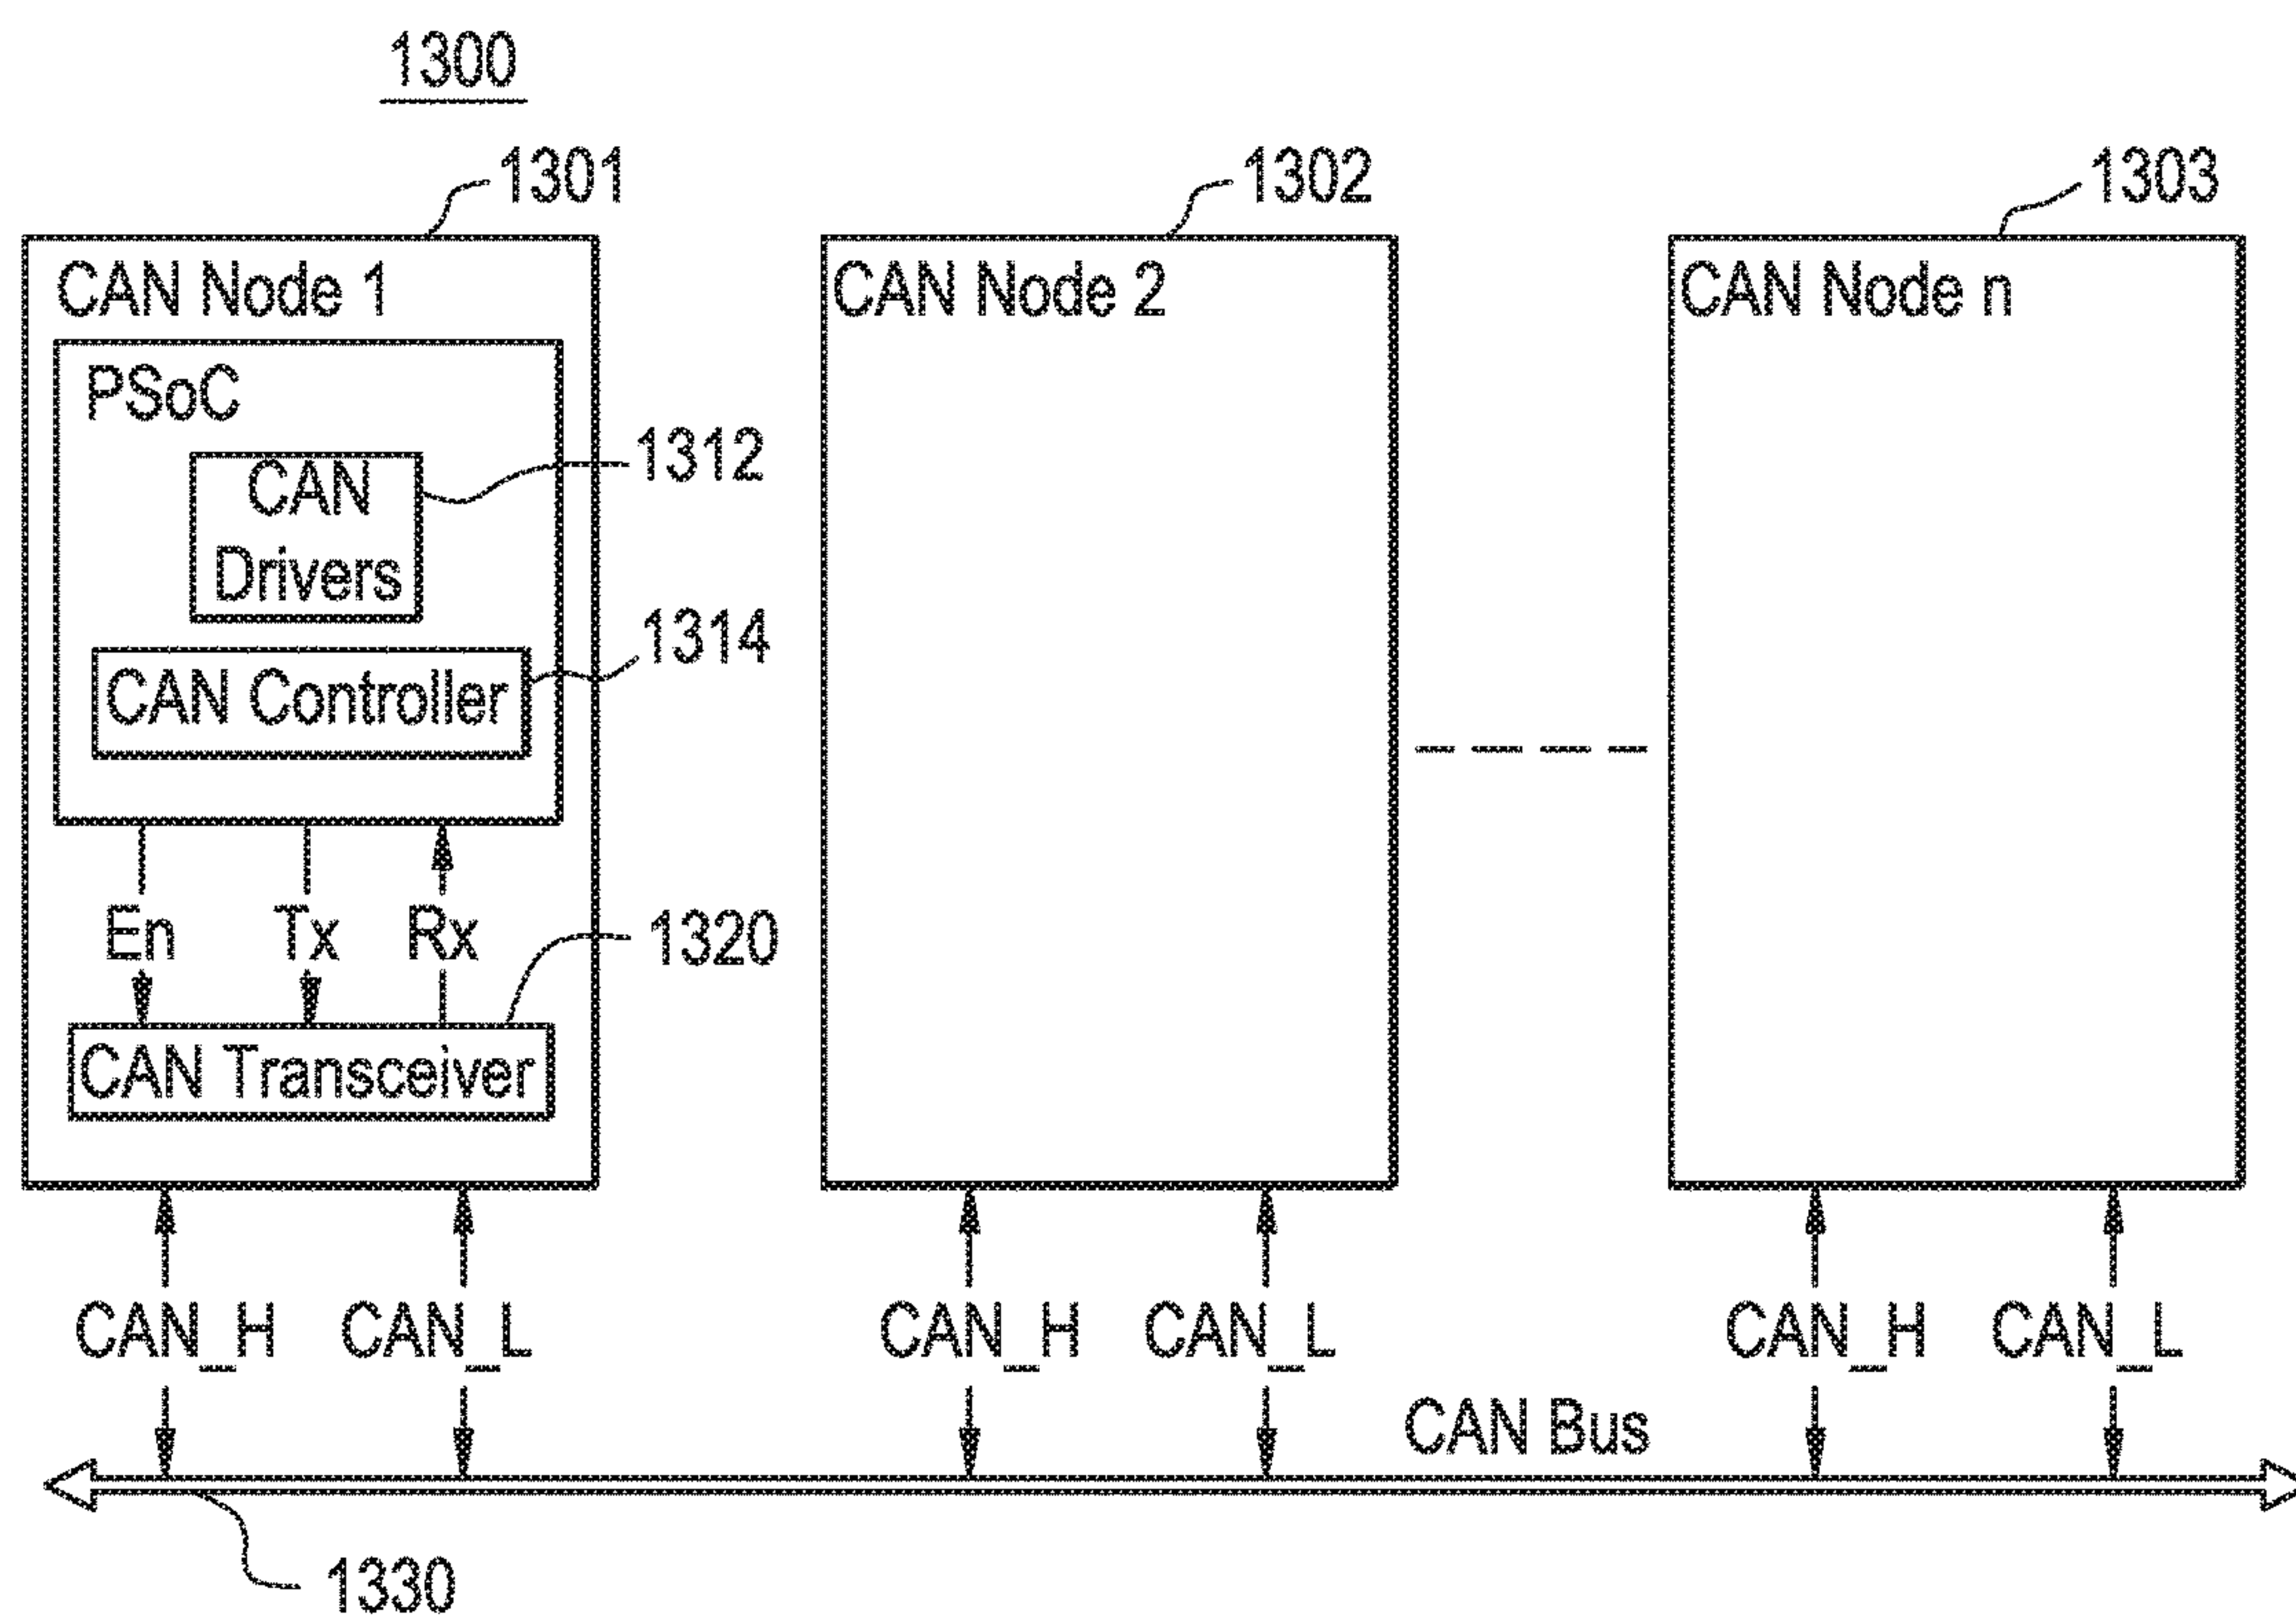 1300
1301
1302
1303
CAN Node 1
CAN Node 2
CAN Node n
PSoC
CAN
Drivers
1312
CAN Controller
1314
En
Tx
Rx
1320
CAN Transceiver
CAN_H
CAN_L
CAN_H
CAN_L
CAN_H
CAN_L
CAN Bus
1330